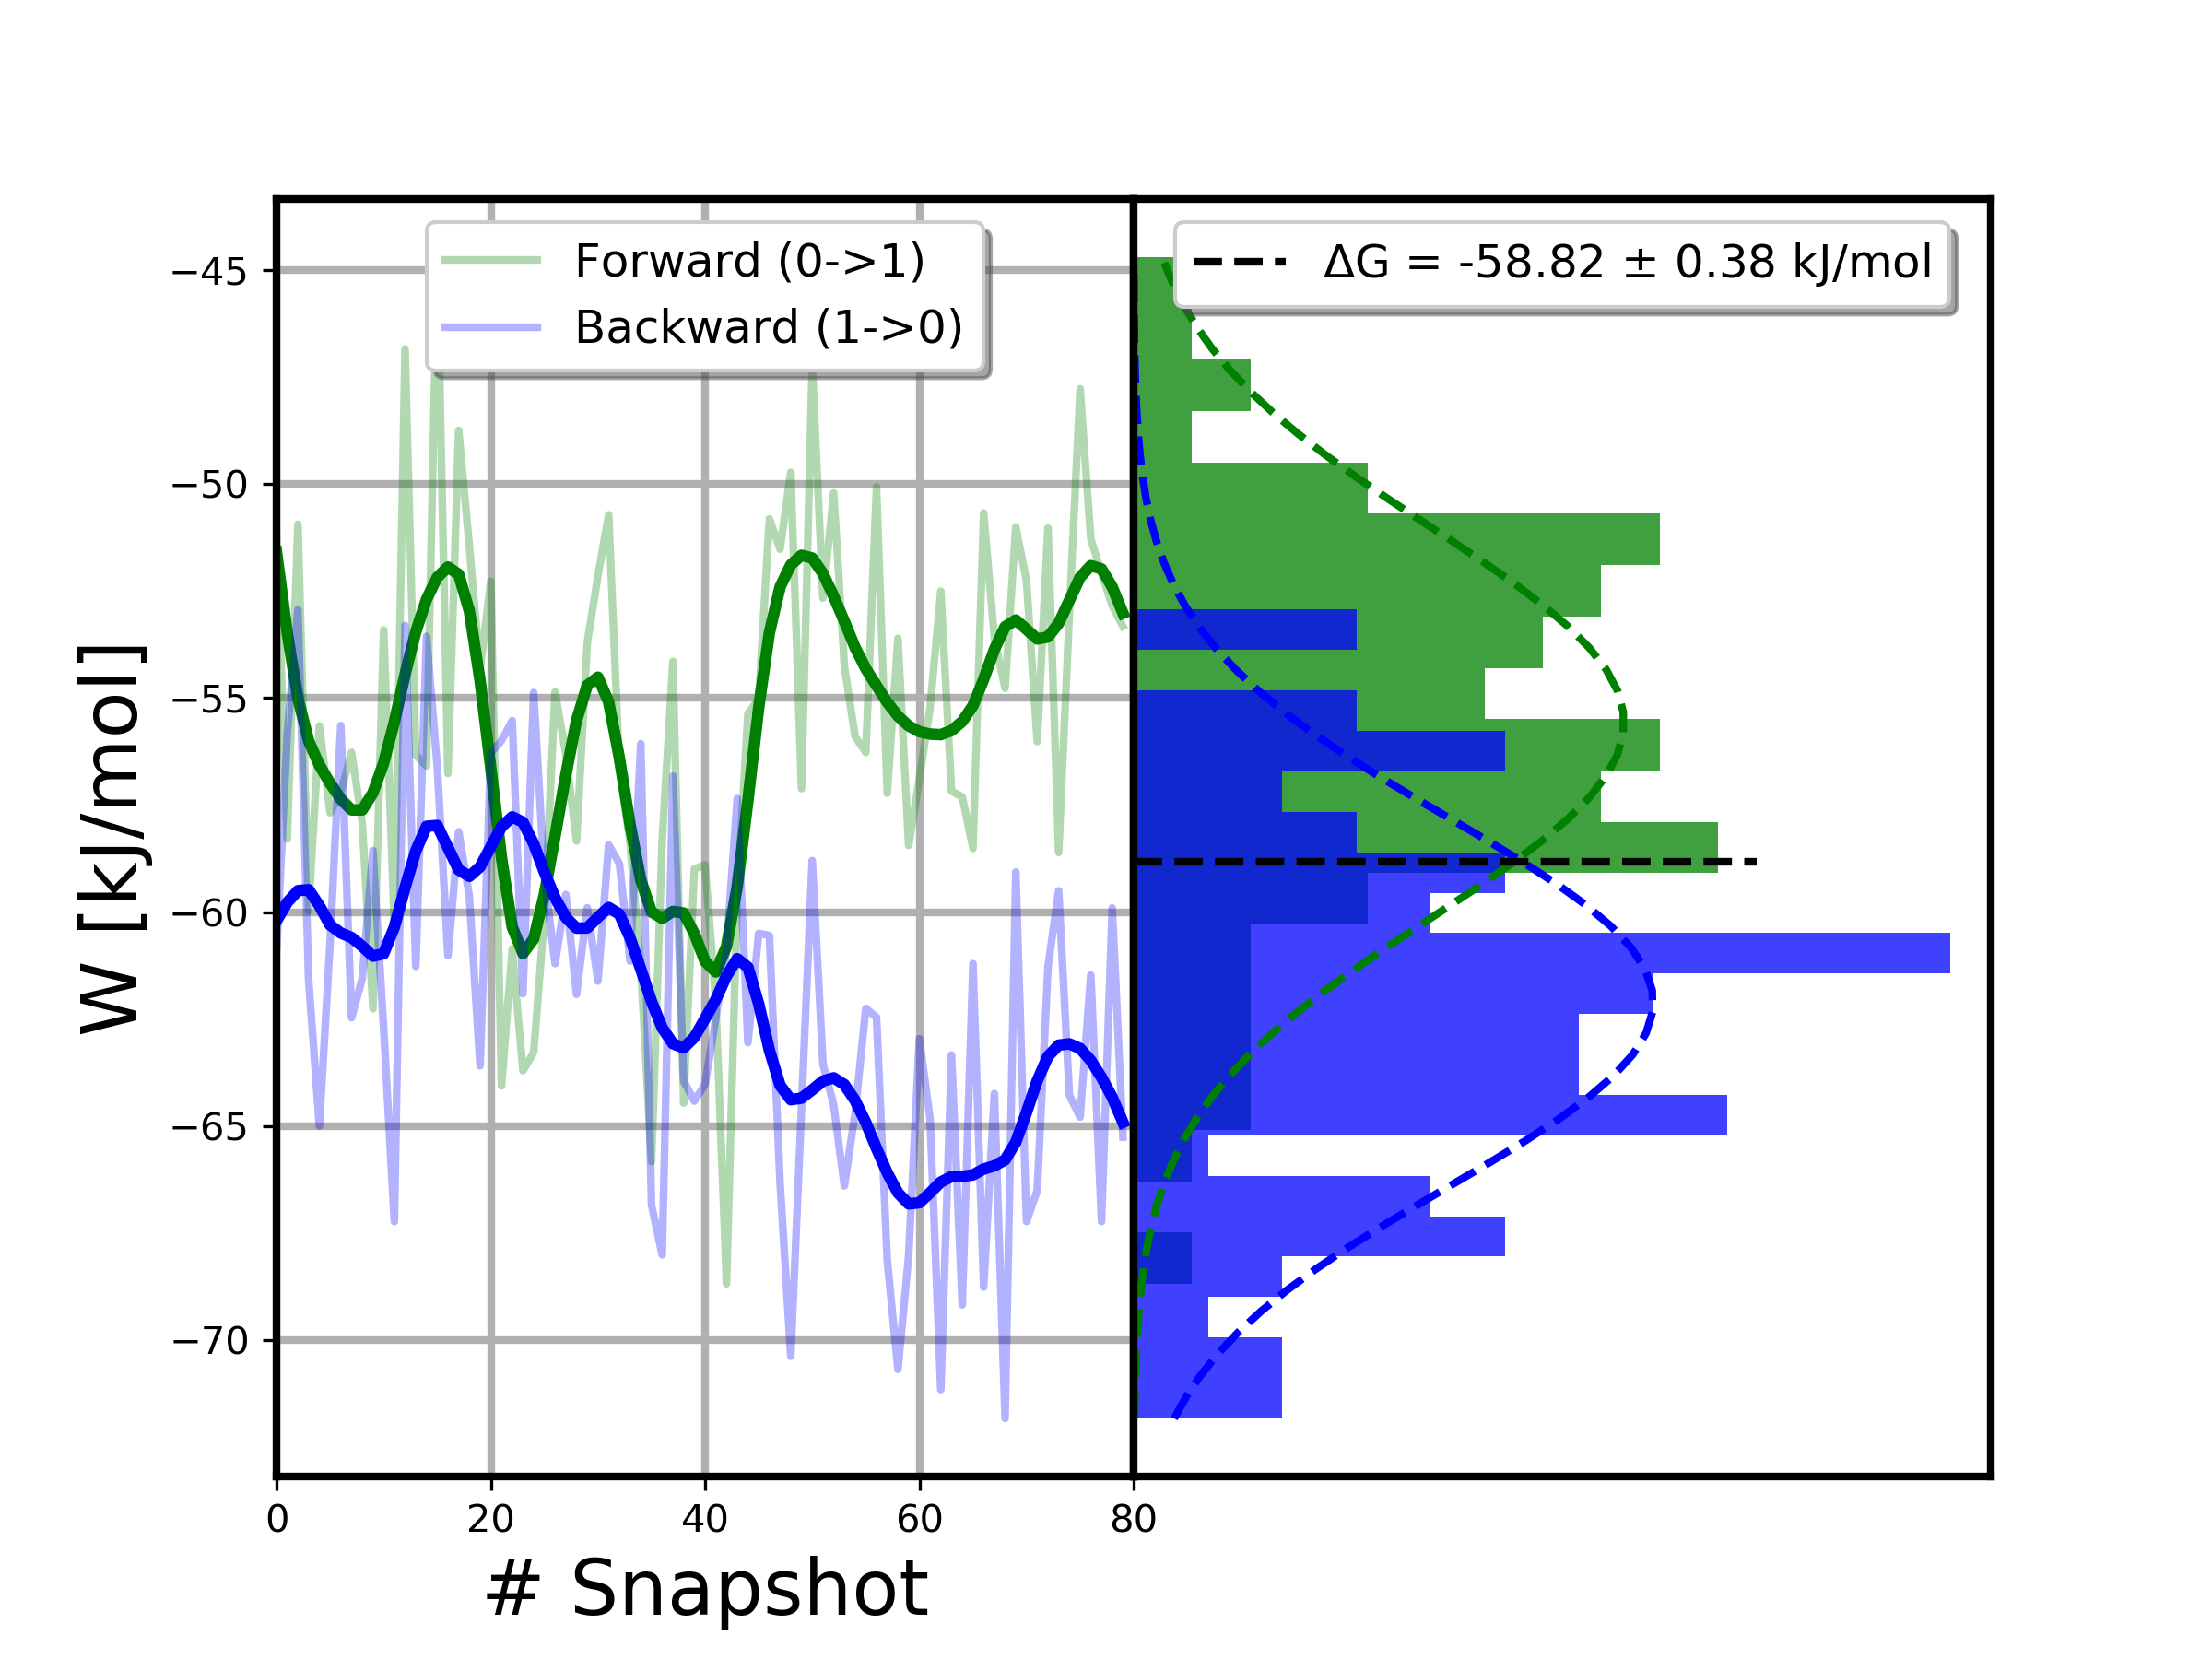 Forward (0->1)
Backward (1->0)
ΔG = -58.82 ± 0.38 kJ/mol
−45
−50
−55
−60
−65
−70
W [kJ/mol]
0 20 40 60 80
# Snapshot